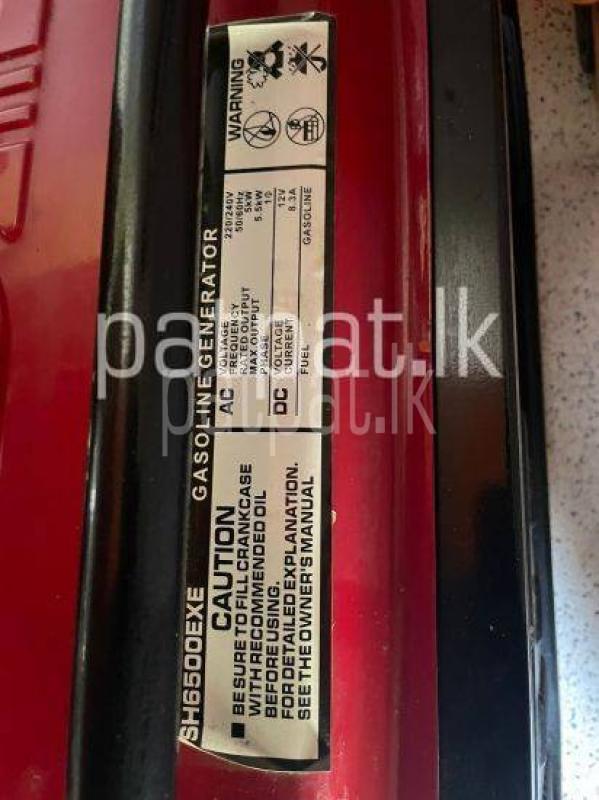 SH6500EXE GASOLINE GENERATOR
CAUTION
■ BE SURE TO FILL CRANKCASE
WITH RECOMMENDED OIL
BEFORE USING.
FOR DETAILED EXPLANATION.
SEE THE OWNER'S MANUAL
AC
VOLTAGE 220/240V
FREQUENCY 50/60Hz
RATED OUTPUT 5kW
MAX.OUTPUT 5.5kW
PHASE
DC
VOLTAGE 12V
CURRENT 8.3A
FUEL GASOLINE
WARNING
patpat.lk
patpat.lk